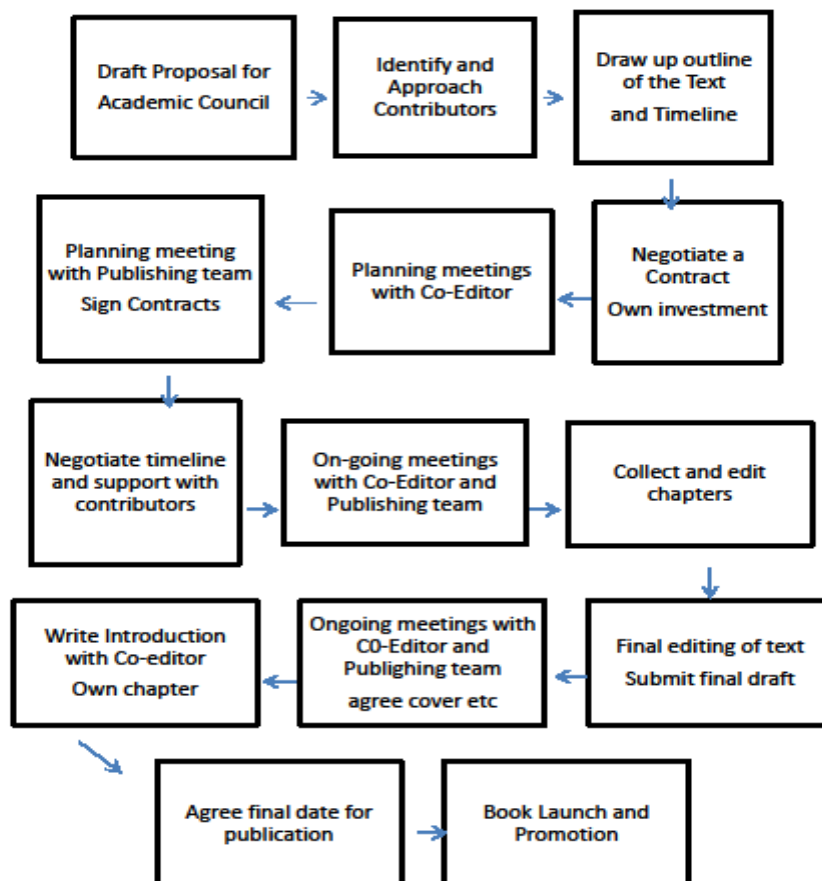 Draft Proposal for
Academic Council
Identify and
Approach
Contributors
Draw up outline
of the Text
and Timeline
Negotiate a
Contract
Own investment
Planning meetings
with Co-Editor
Planning meeting
with Publishing team
Sign Contracts
Negotiate timeline
and support with
contributors
On-going meetings
with Co-Editor and
Publishing team
Collect and edit
chapters
Final editing of text
Submit final draft
Ongoing meetings with
C0-Editor and
Publighing team
agree cover etc
Write Introduction
with Co-editor
Own chapter
Agree final date for
publication
Book Launch and
Promotion